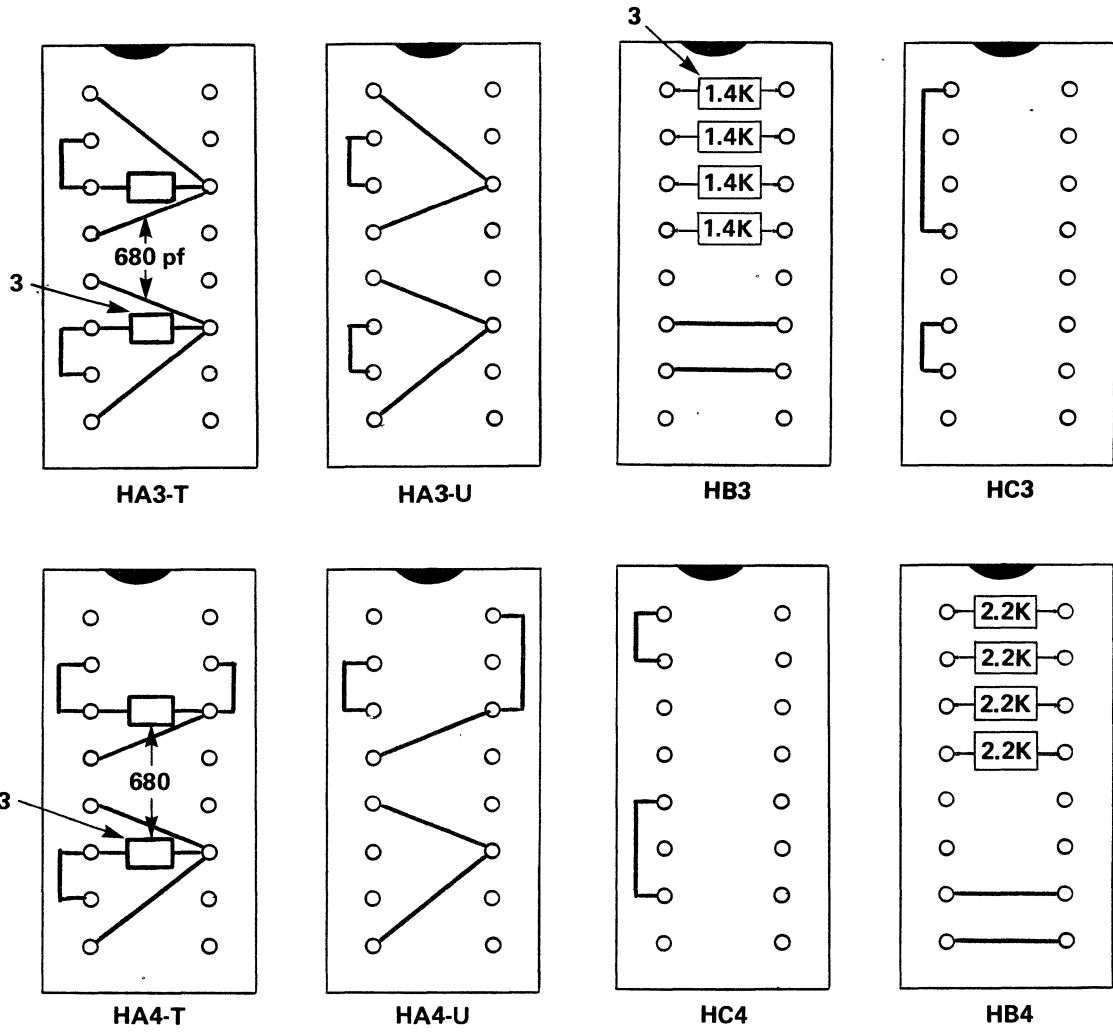 3
1.4K
1.4K
1.4K
1.4K
680 pf
3
HA3-T
HA3-U
HB3
HC3
2.2K
2.2K
2.2K
2.2K
680
3
HA4-T
HA4-U
HC4
HB4